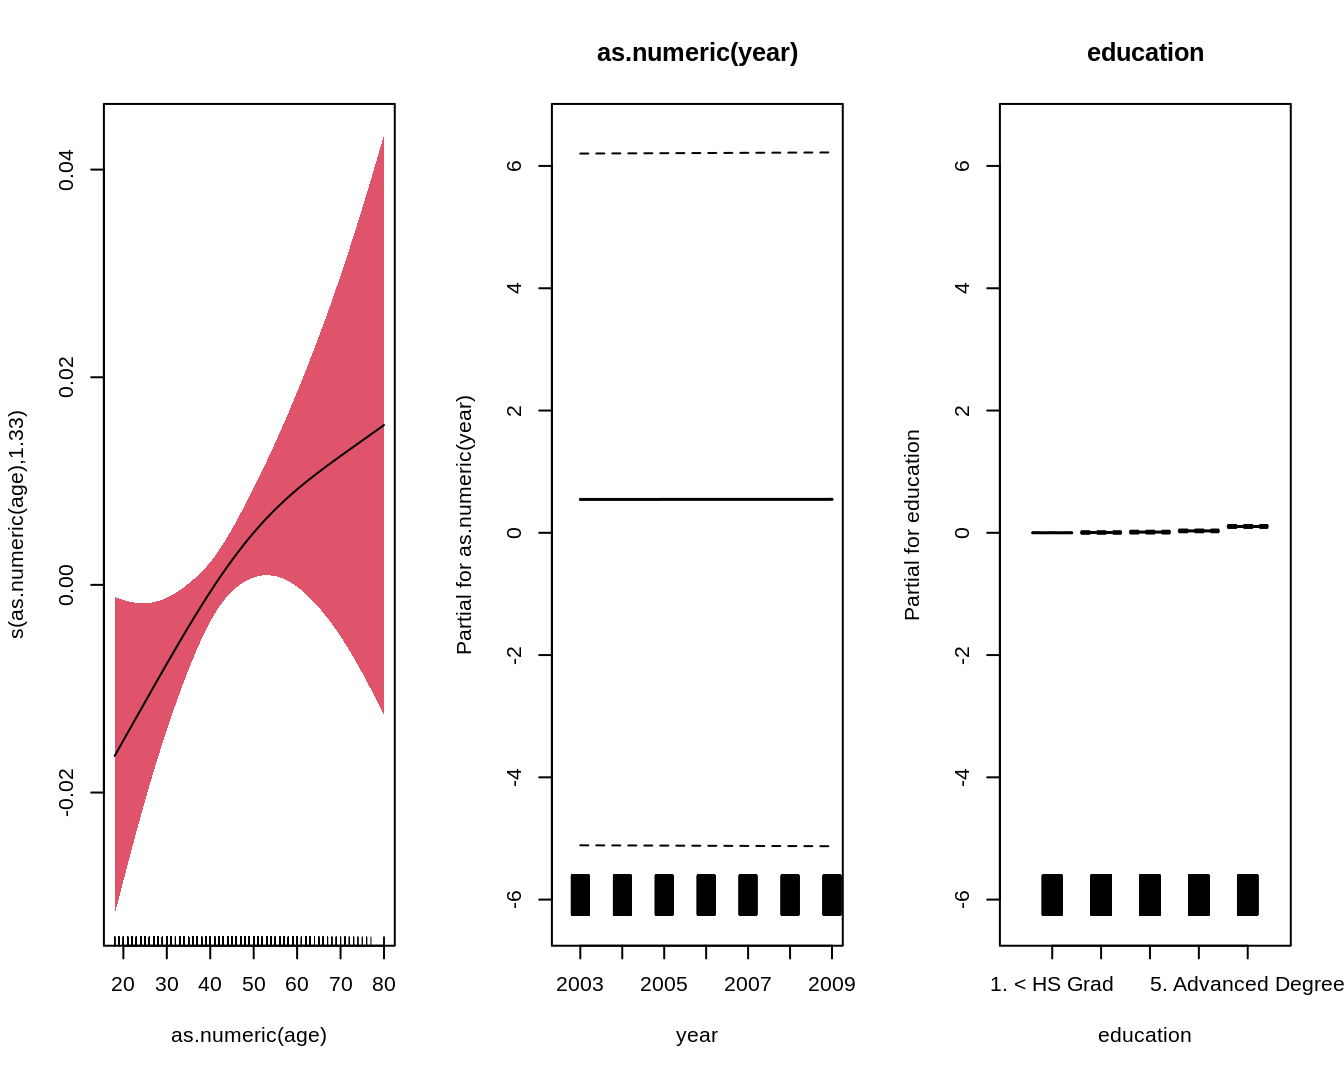 as.numeric(year)
education
s(as.numeric(age),1.33)
0.04
0.02
0.00
-0.02
20 30 40 50 60 70 80
as.numeric(age)
Partial for as.numeric(year)
6
4
2
0
-2
-4
-6
2003 2005 2007 2009
year
Partial for education
6
4
2
0
-2
-4
-6
1. < HS Grad 5. Advanced Degree
education